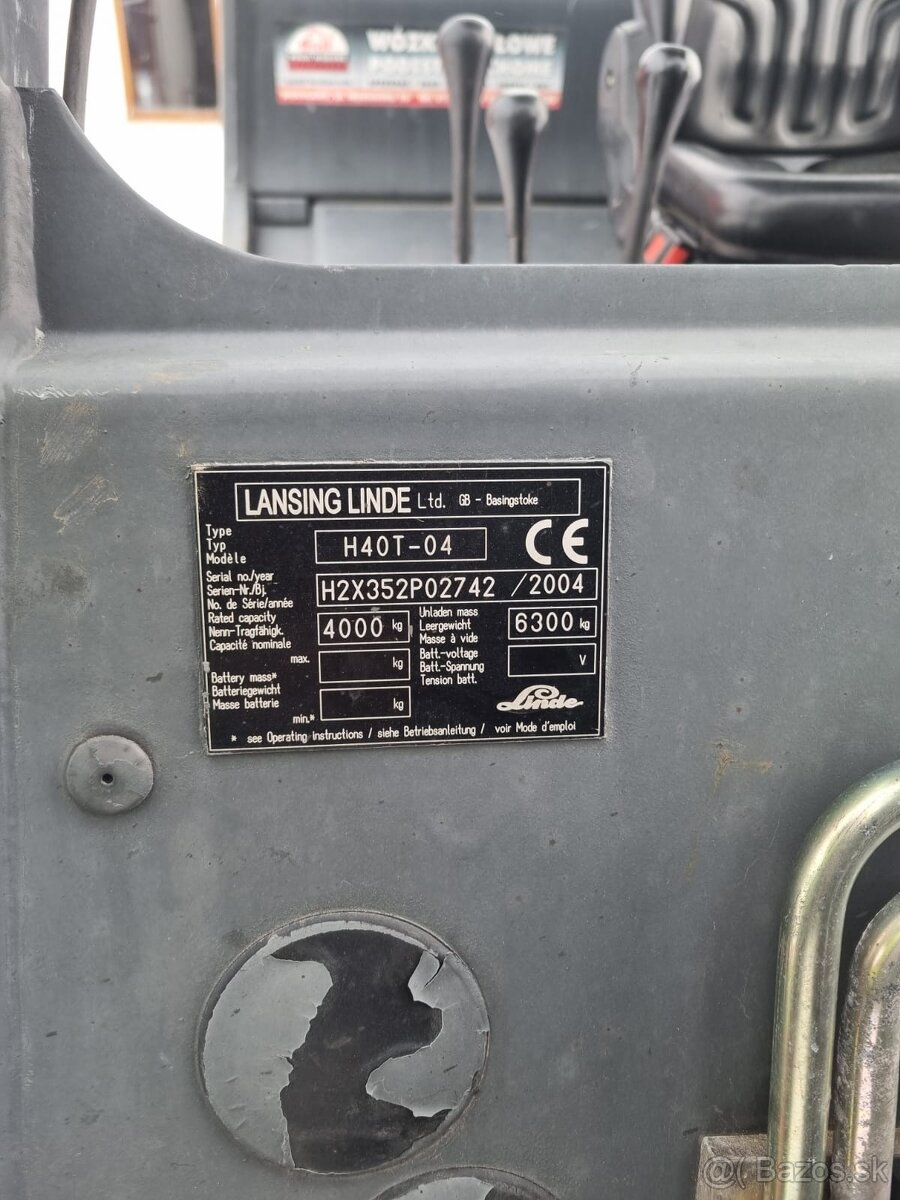 WÓZK
LANSING LINDE Ltd. GB - Basingstoke
Type
Typ
Modèle
H40T-04
CE
Serial no./year
Serien-Nr./Bj.
No. de Série/année
H2X352P02742 / 2004
Rated capacity
Nenn-Tragfähigk.
Capacité nominale
4000 kg
Unladen mass
Leergewicht
Masse à vide
6300 kg
max. kg
Battery mass*
Batteriegewicht
Masse batterie
min.* kg
Batt.-voltage
Batt.-Spannung
Tension batt.
V
Linde
* see Operating Instructions / siehe Betriebsanleitung / voir Mode d'emploi
Bazos.sk